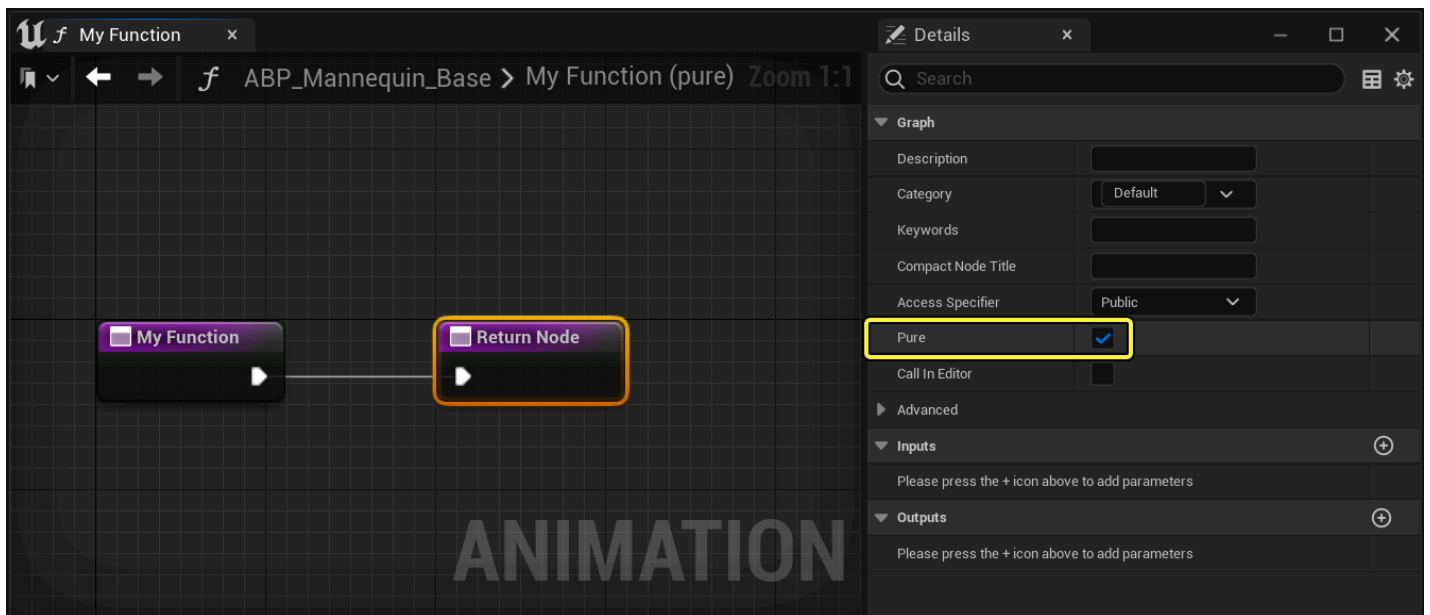 My Function
ABP_Mannequin_Base > My Function (pure) Zoom 1:1
My Function
Return Node
ANIMATION
Details
Search
Graph
Description
Category Default
Keywords
Compact Node Title
Access Specifier Public
Pure
Call In Editor
Advanced
Inputs
Please press the + icon above to add parameters
Outputs
Please press the + icon above to add parameters